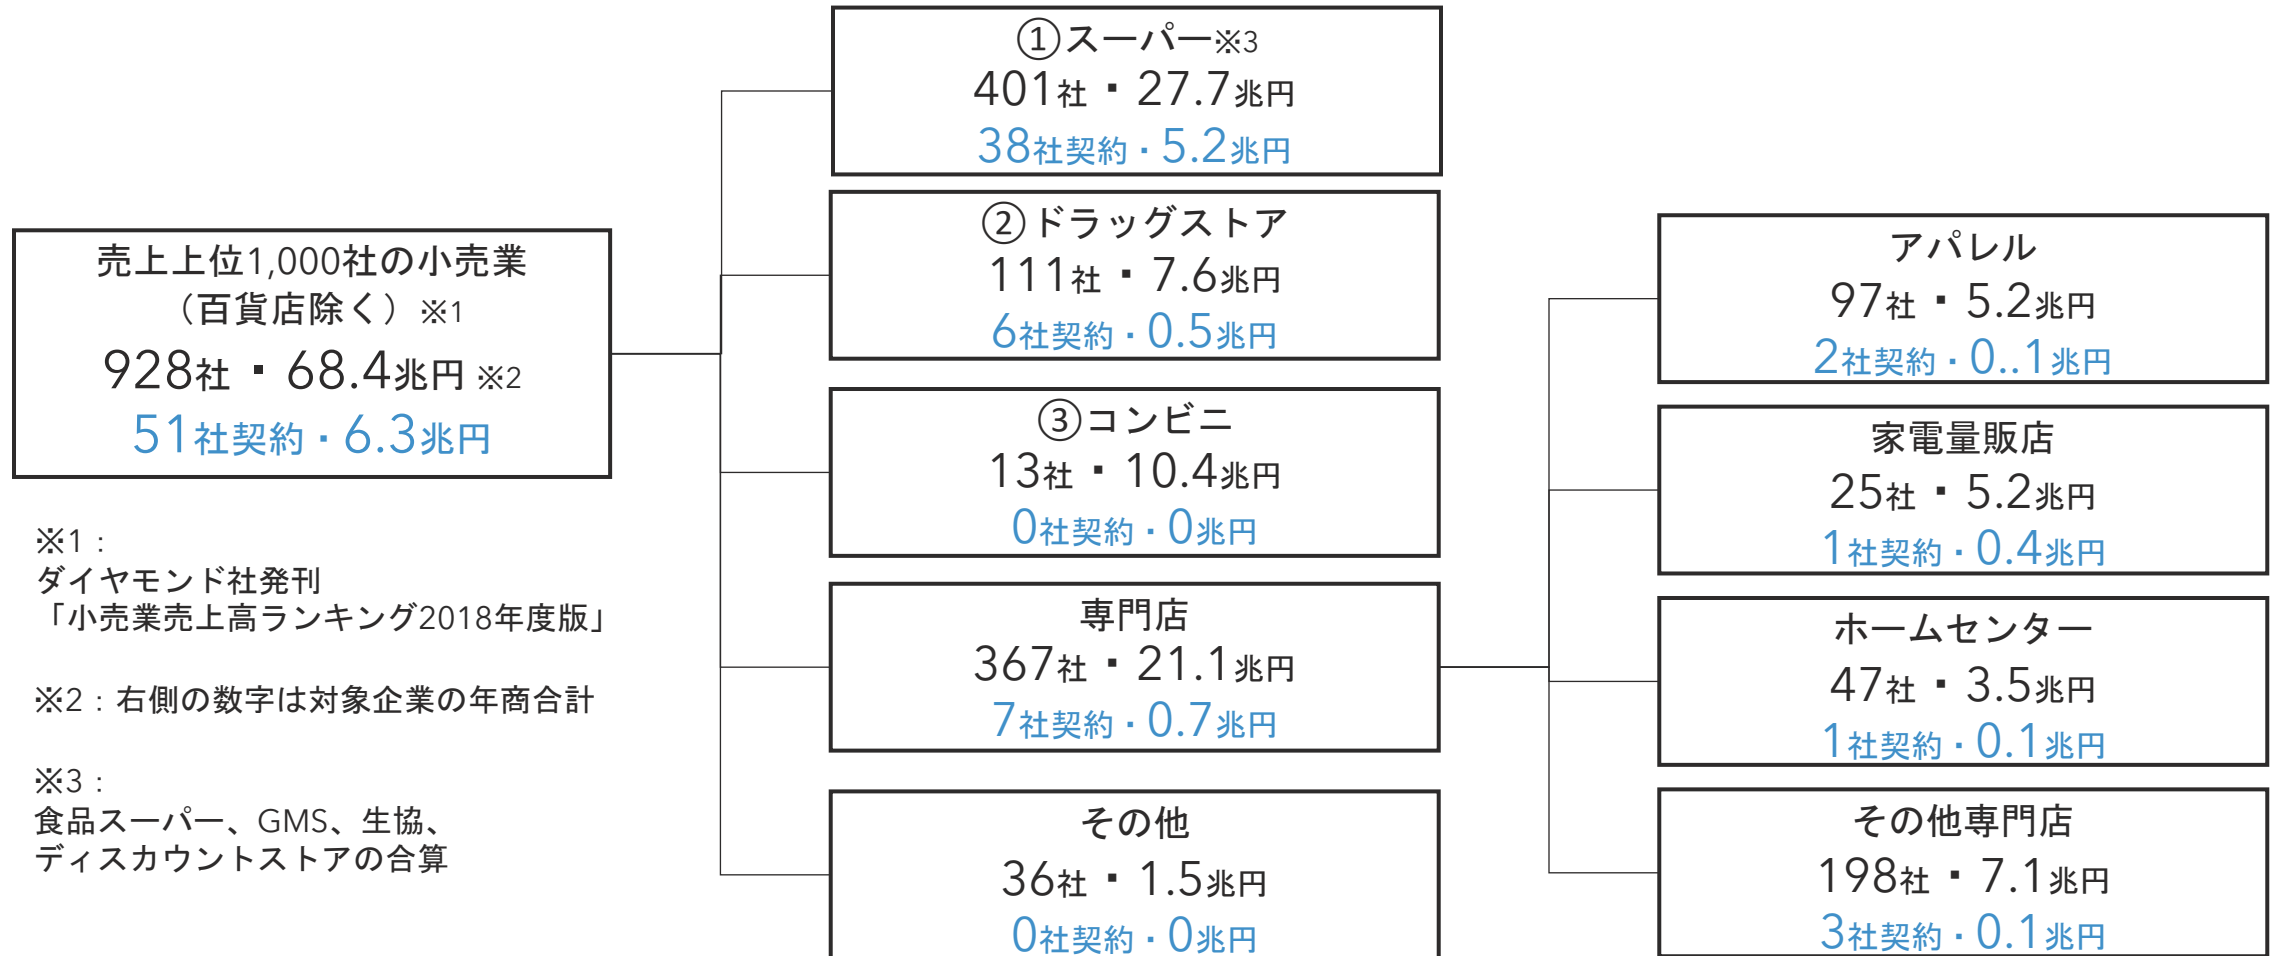 売上上位1,000社の小売業
（百貨店除く）※1
928社・68.4兆円 ※2
51社契約・6.3兆円
※1：
ダイヤモンド社発刊
「小売業売上高ランキング2018年度版」
※2：右側の数字は対象企業の年商合計
※3：
食品スーパー、GMS、生協、
ディスカウントストアの合算
①スーパー※3
401社・27.7兆円
38社契約・5.2兆円
②ドラッグストア
111社・7.6兆円
6社契約・0.5兆円
③コンビニ
13社・10.4兆円
0社契約・0兆円
専門店
367社・21.1兆円
7社契約・0.7兆円
その他
36社・1.5兆円
0社契約・0兆円
アパレル
97社・5.2兆円
2社契約・0..1兆円
家電量販店
25社・5.2兆円
1社契約・0.4兆円
ホームセンター
47社・3.5兆円
1社契約・0.1兆円
その他専門店
198社・7.1兆円
3社契約・0.1兆円